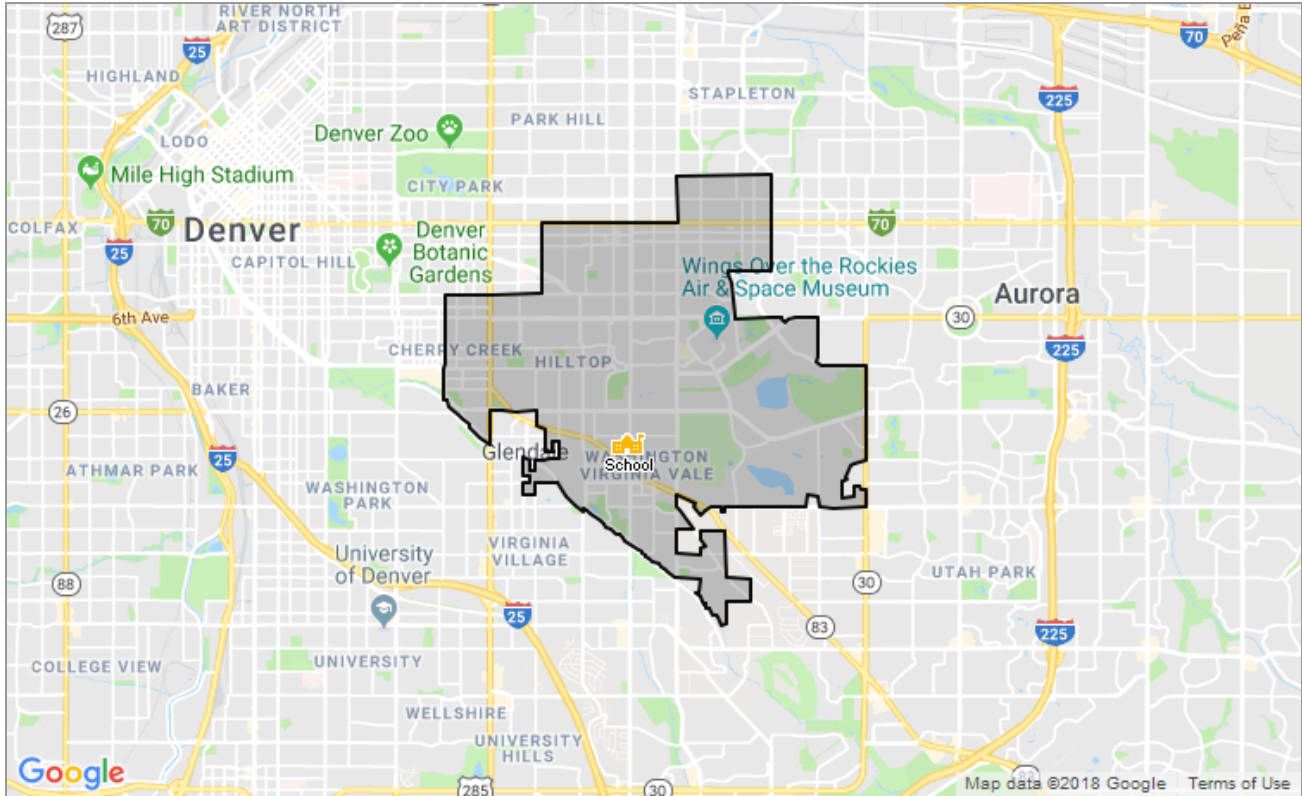 RIVER NORTH
ART DISTRICT
287
25
70
Peña B
HIGHLAND
STAPLETON
225
PARK HILL
Denver Zoo
LODO
Mile High Stadium
CITY PARK
COLFAX
70
Denver
25
Denver
Botanic
Gardens
70
CAPITOL HILL
Wings Over the Rockies
Air & Space Museum
Aurora
6th Ave
30
225
CHERRY CREEK
HILLTOP
BAKER
26
Glendale
School
WASHINGTON
VIRGINIA VALE
ATHMAR PARK
25
WASHINGTON
PARK
VIRGINIA
VILLAGE
University
of Denver
88
30
UTAH PARK
25
83
225
COLLEGE VIEW
UNIVERSITY
WELLSHIRE
UNIVERSITY
HILLS
Google
285
30
83
Map data ©2018 Google Terms of Use